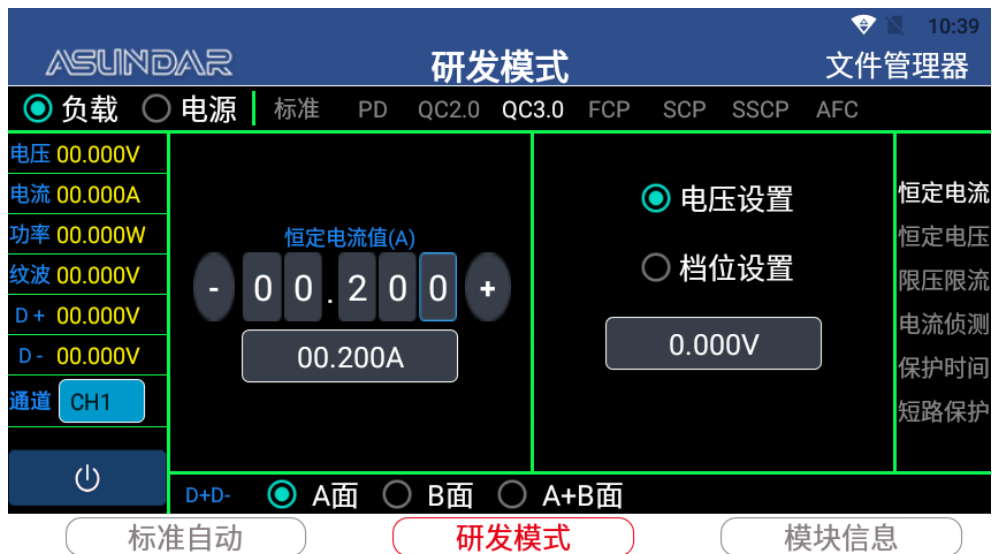 10:39
ASUNDAR 研发模式 文件管理器
负载 电源 标准 PD QC2.0 QC3.0 FCP SCP SSCP AFC
电压 00.000V
电流 00.000A
功率 00.000W
纹波 00.000V
D+ 00.000V
D- 00.000V
通道 CH1
恒定电流值(A)
- 0 0 . 2 0 0 +
00.200A
电压设置
档位设置
0.000V
恒定电流
恒定电压
限压限流
电流侦测
保护时间
短路保护
D+D- A面 B面 A+B面
标准自动 研发模式 模块信息